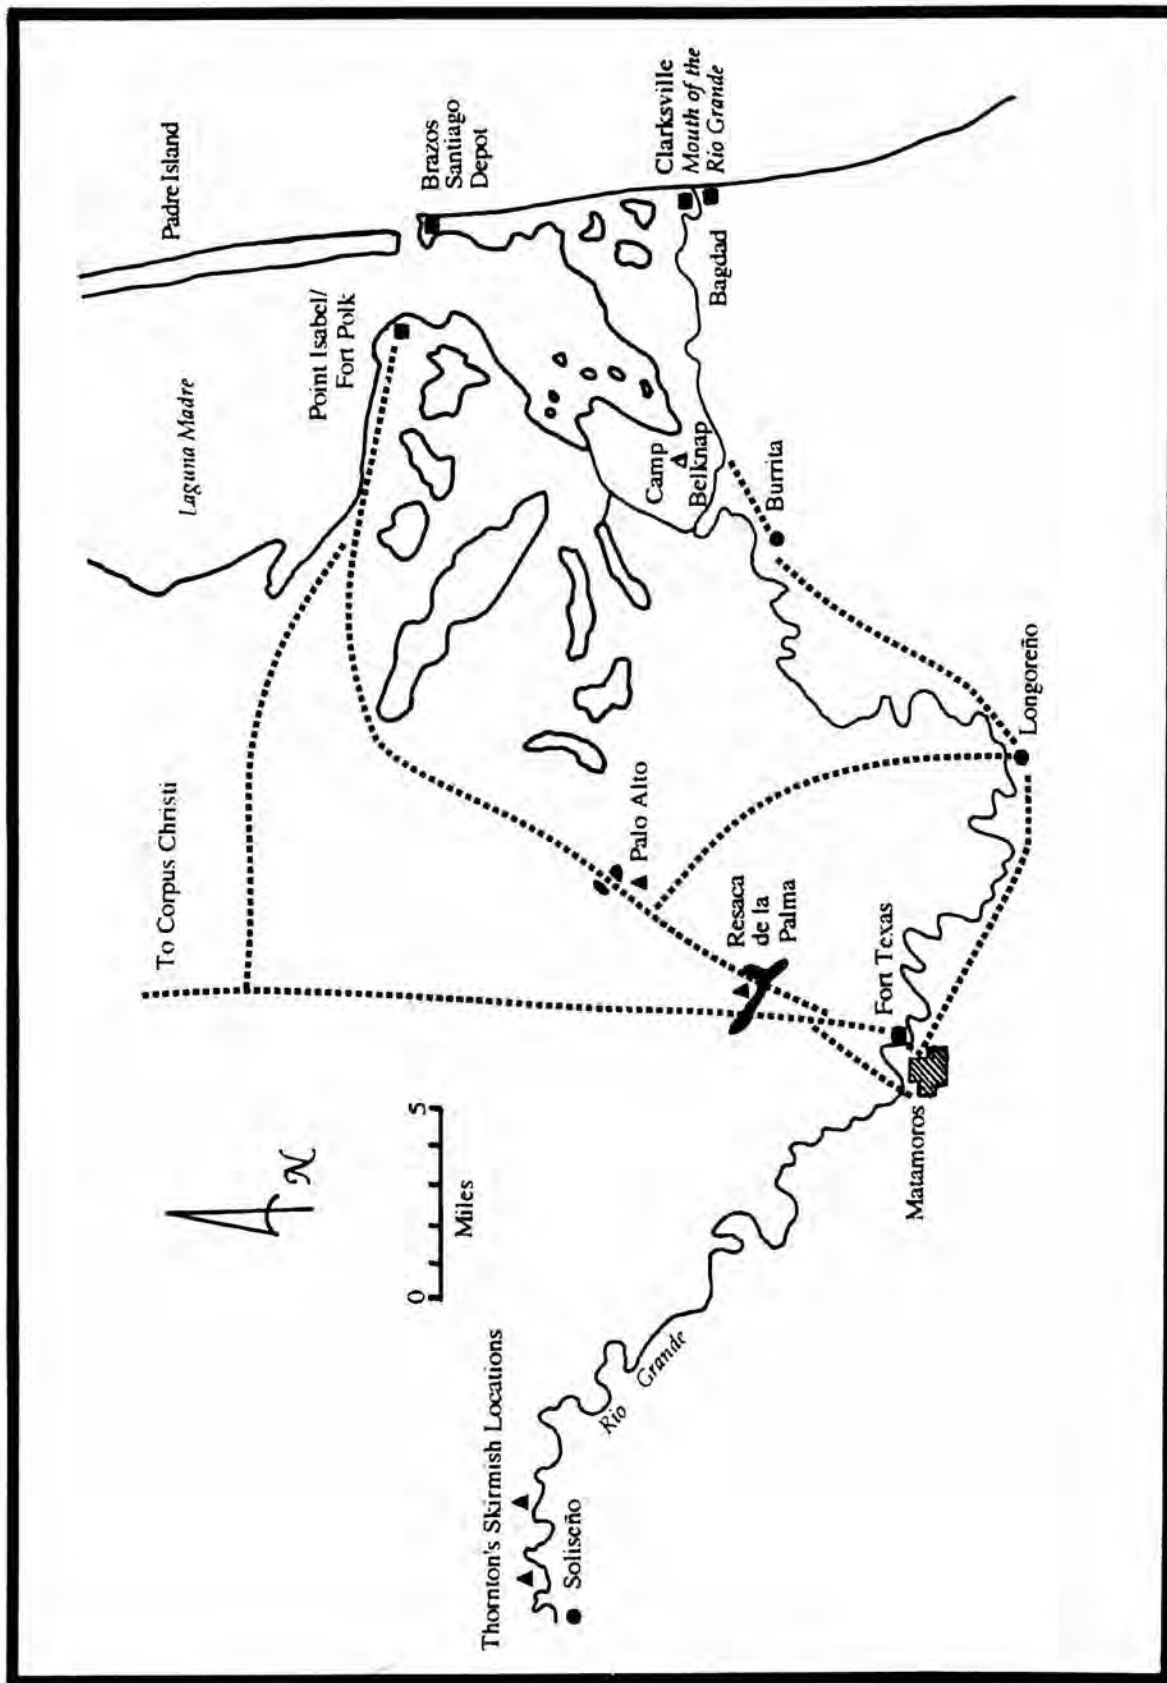 Padre Island
Laguna Madre
Brazos
Santiago
Depot
Point Isabel/
Fort Polk
Clarksville
Mouth of the
Rio Grande
Bagdad
Camp
Belknap
Burrita
To Corpus Christi
Palo Alto
Longoreño
Resaca
de la
Palma
Fort Texas
Matamoros
N
0 5
Miles
Thornton's Skirmish Locations
Rio Grande
Soliseño